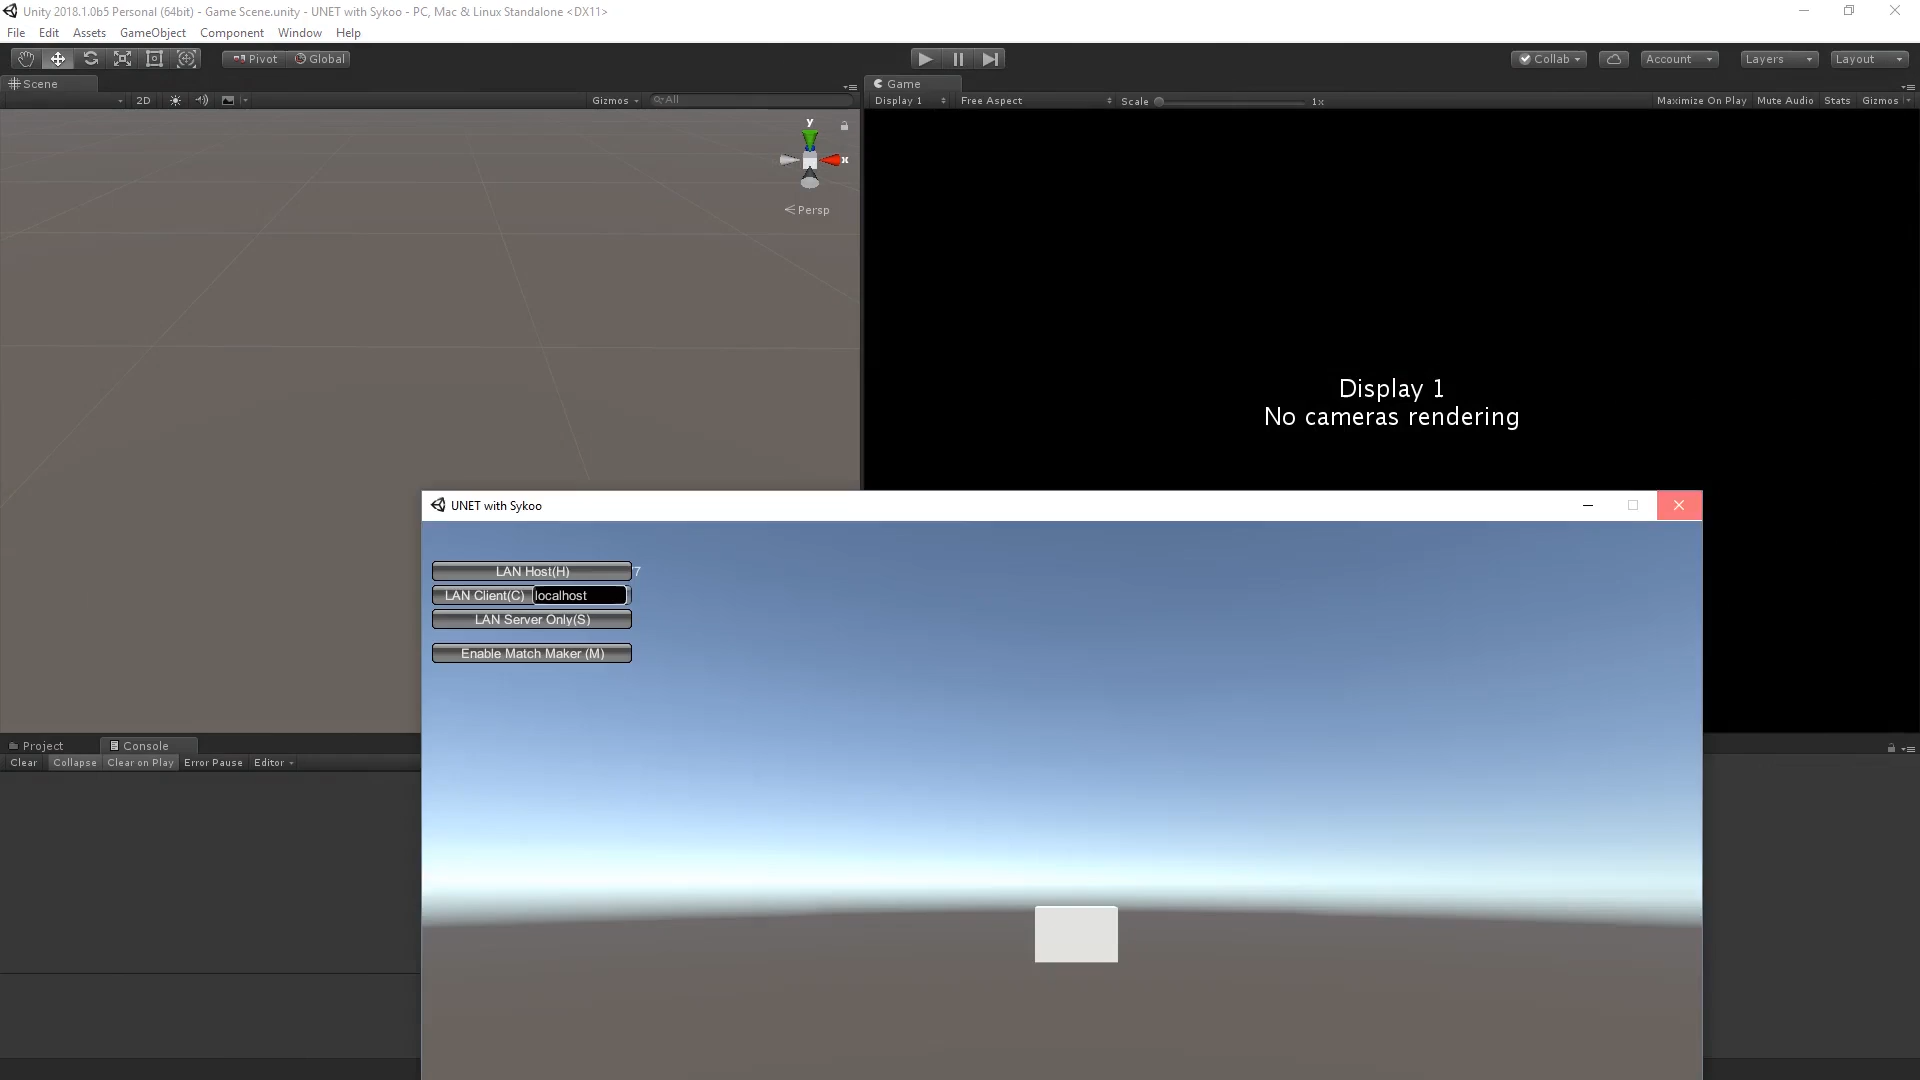 Unity 2018.1.0b5 Personal (64bit) - Game Scene.unity - UNET with Sykoo - PC, Mac & Linux Standalone <DX11>
File Edit Assets GameObject Component Window Help
Pivot Global
Collab Account Layers Layout
Scene
2D Gizmos All
Game
Display 1 Free Aspect Scale 1x Maximize On Play Mute Audio Stats Gizmos
y
x
Persp
Display 1
No cameras rendering
UNET with Sykoo
LAN Host(H) 7
LAN Client(C) localhost
LAN Server Only(S)
Enable Match Maker (M)
Project Console
Clear Collapse Clear on Play Error Pause Editor